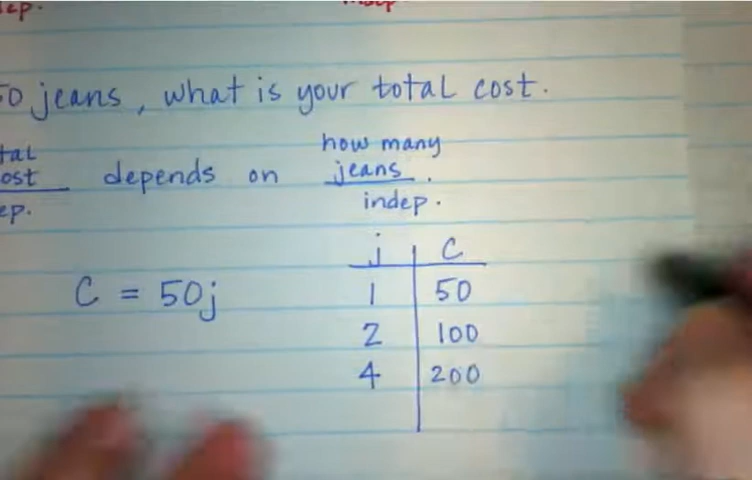 jeans, what is your total cost.
depends on how many jeans.
indep.
C = 50j
j | C
1 | 50
2 | 100
4 | 200